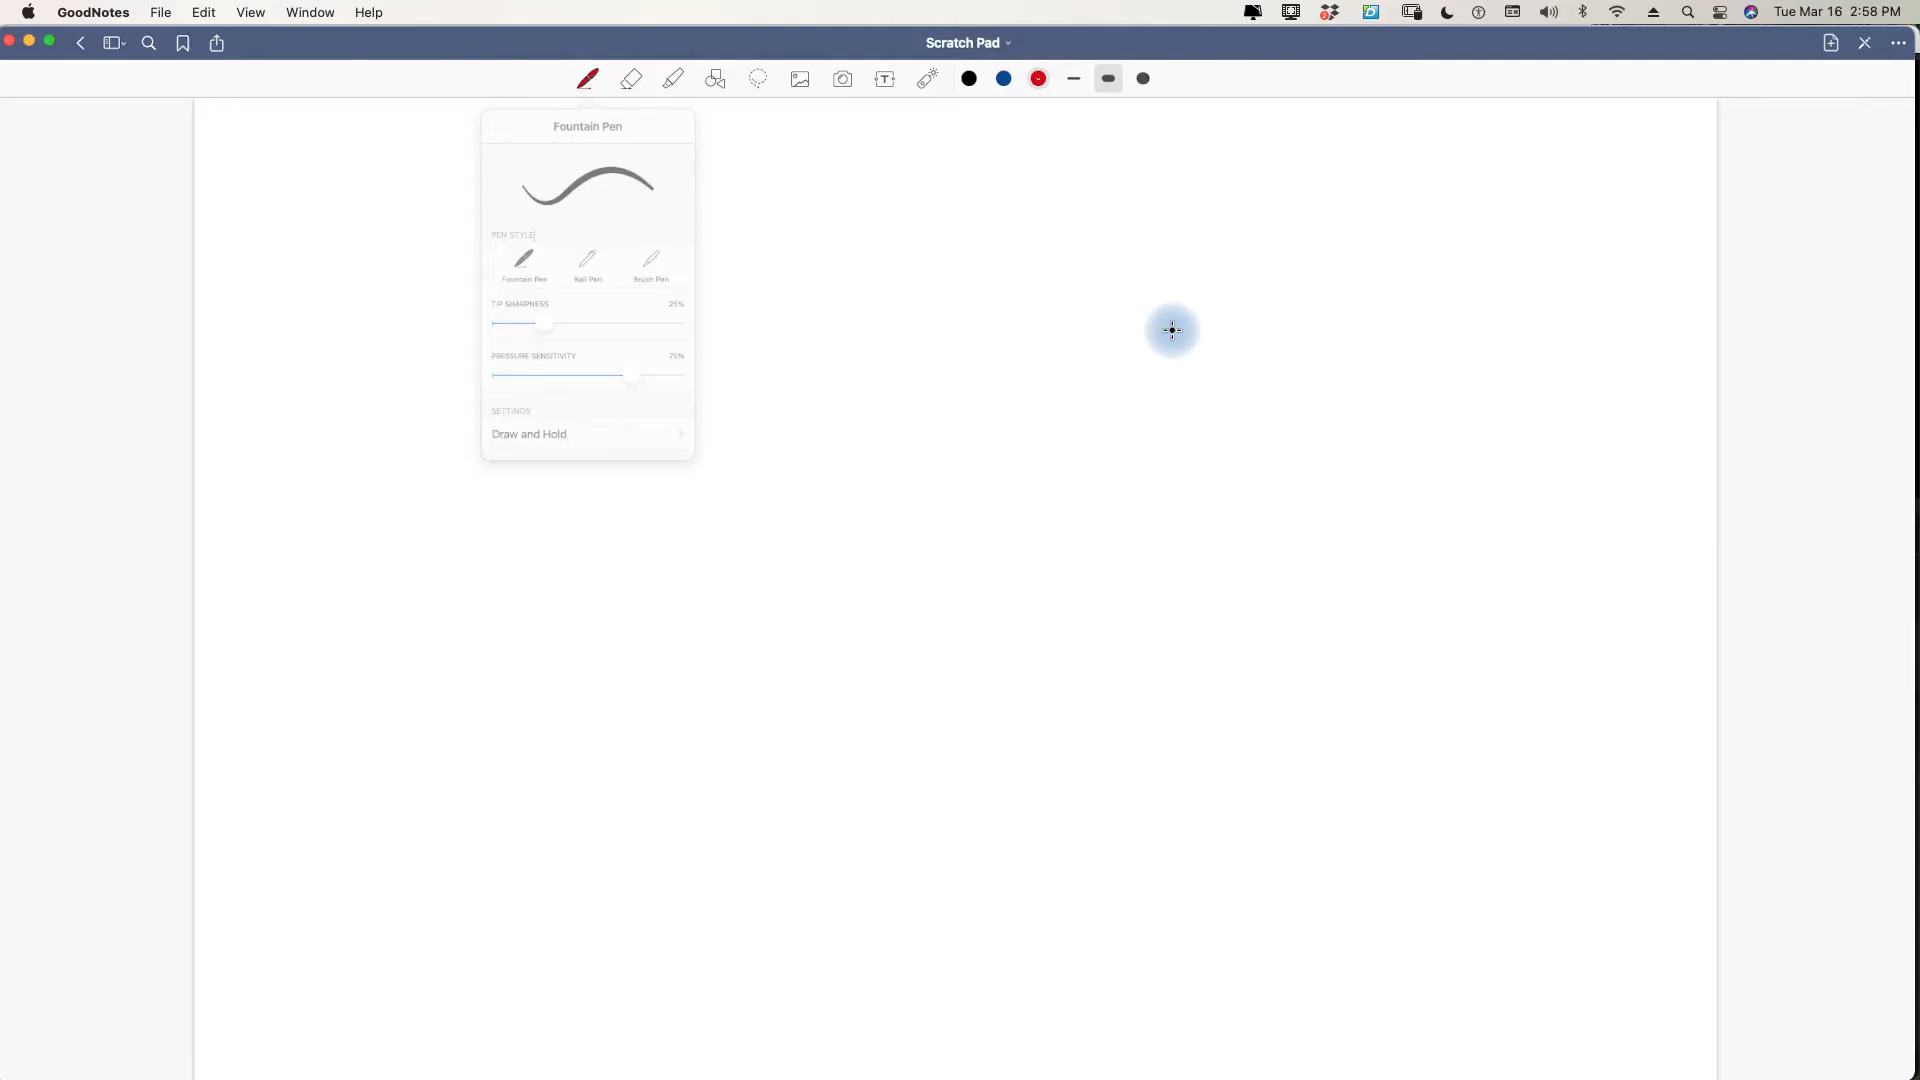 GoodNotes File Edit View Window Help Tue Mar 16 2:58 PM
Scratch Pad
T
Fountain Pen
PEN STYLE
Fountain Pen Ball Pen Brush Pen
TIP SHARPNESS 25%
PRESSURE SENSITIVITY 75%
SETTINGS
Draw and Hold